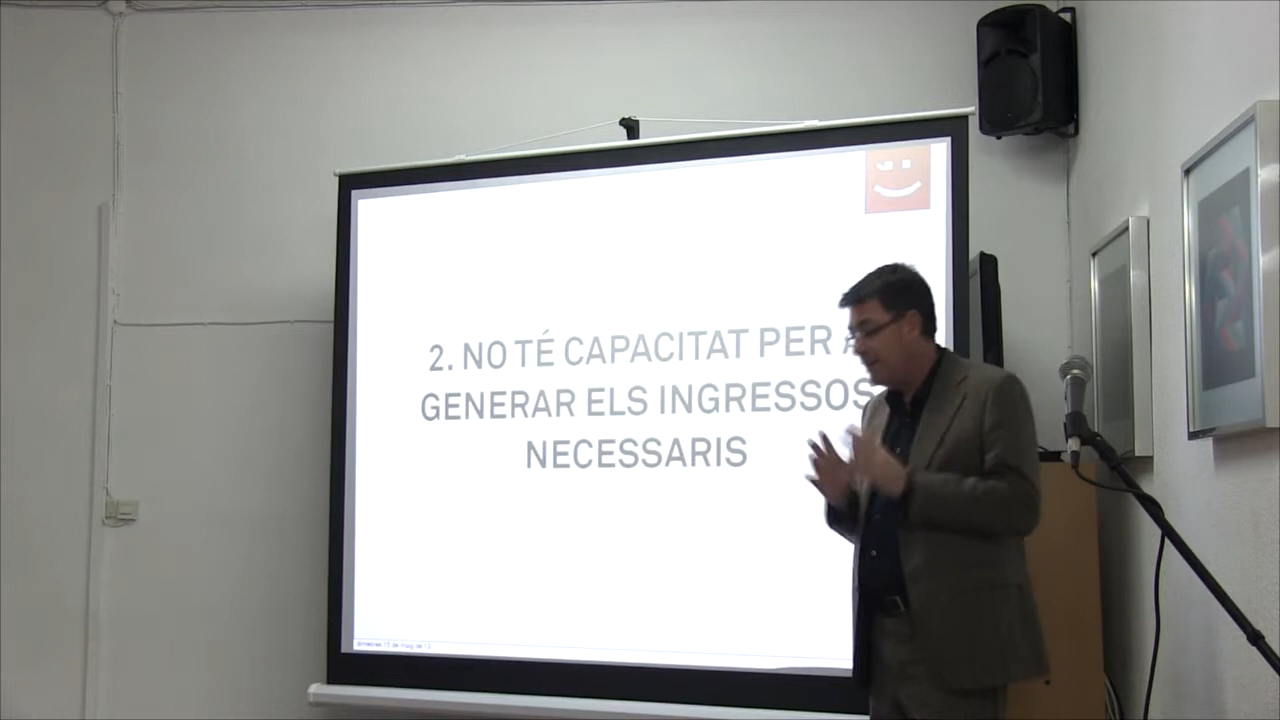 2. NO TÉ CAPACITAT PER A
GENERAR ELS INGRESSOS
NECESSARIS